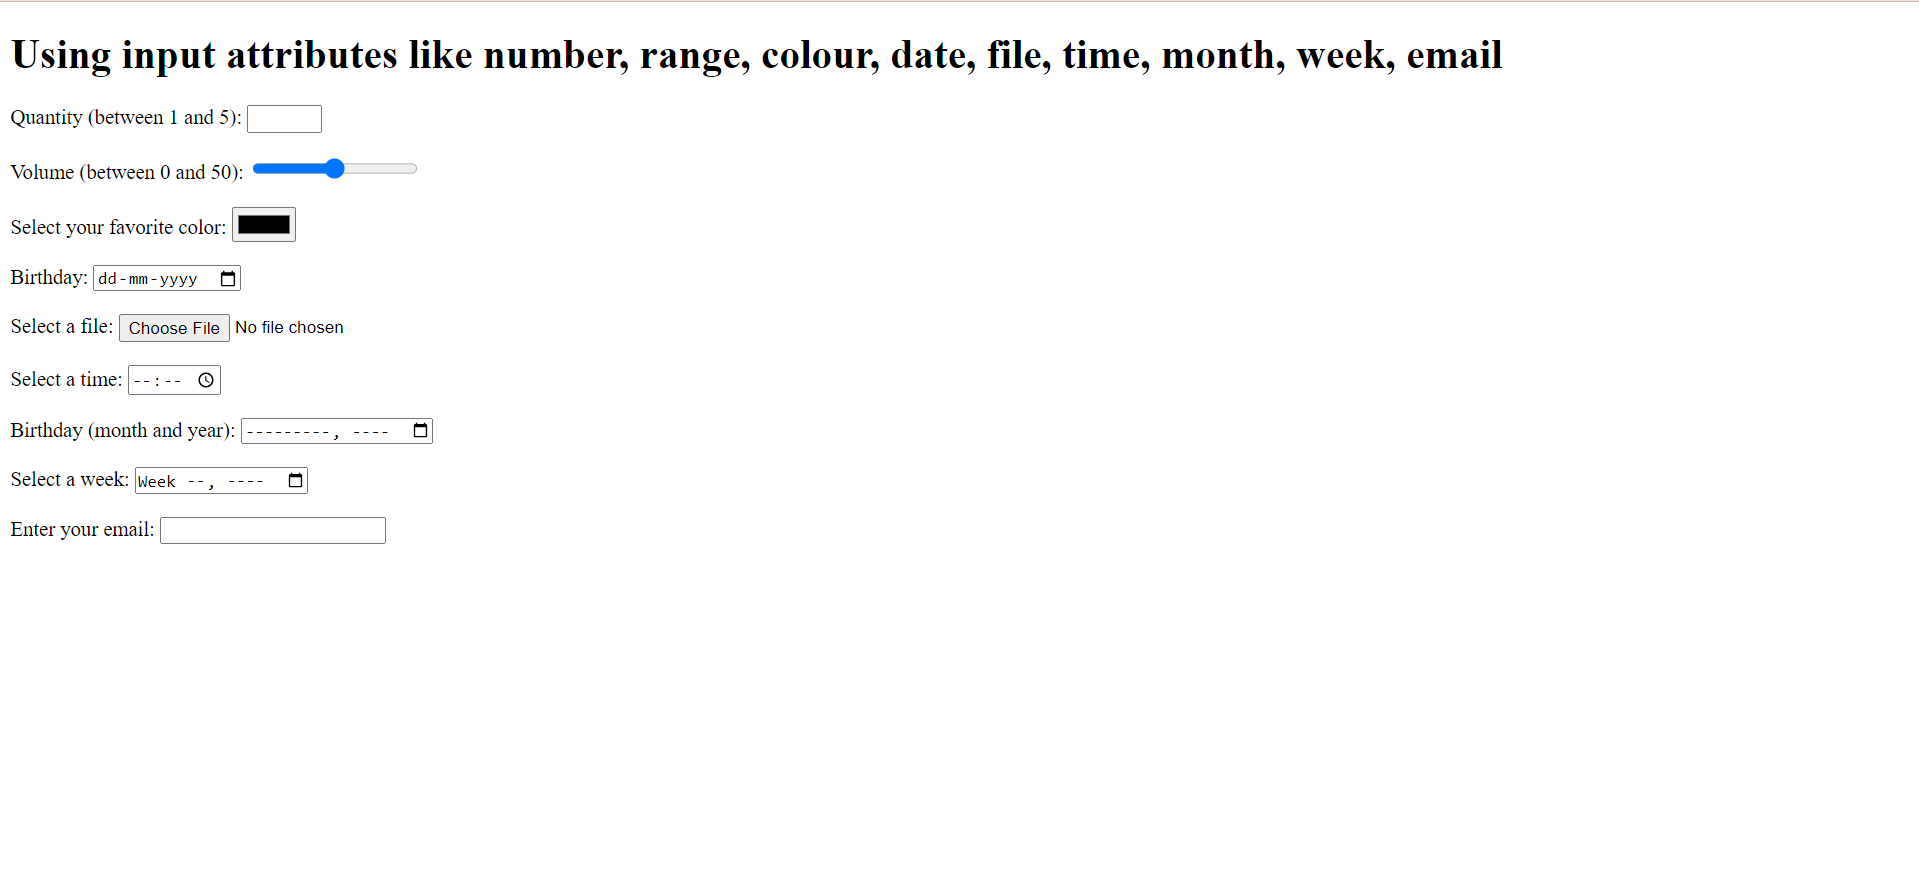 Using input attributes like number, range, colour, date, file, time, month, week, email
Quantity (between 1 and 5):
Volume (between 0 and 50):
Select your favorite color:
Birthday: dd-mm-yyyy
Select a file: Choose File No file chosen
Select a time: --:--
Birthday (month and year): ---------, ----
Select a week: Week --, ----
Enter your email: